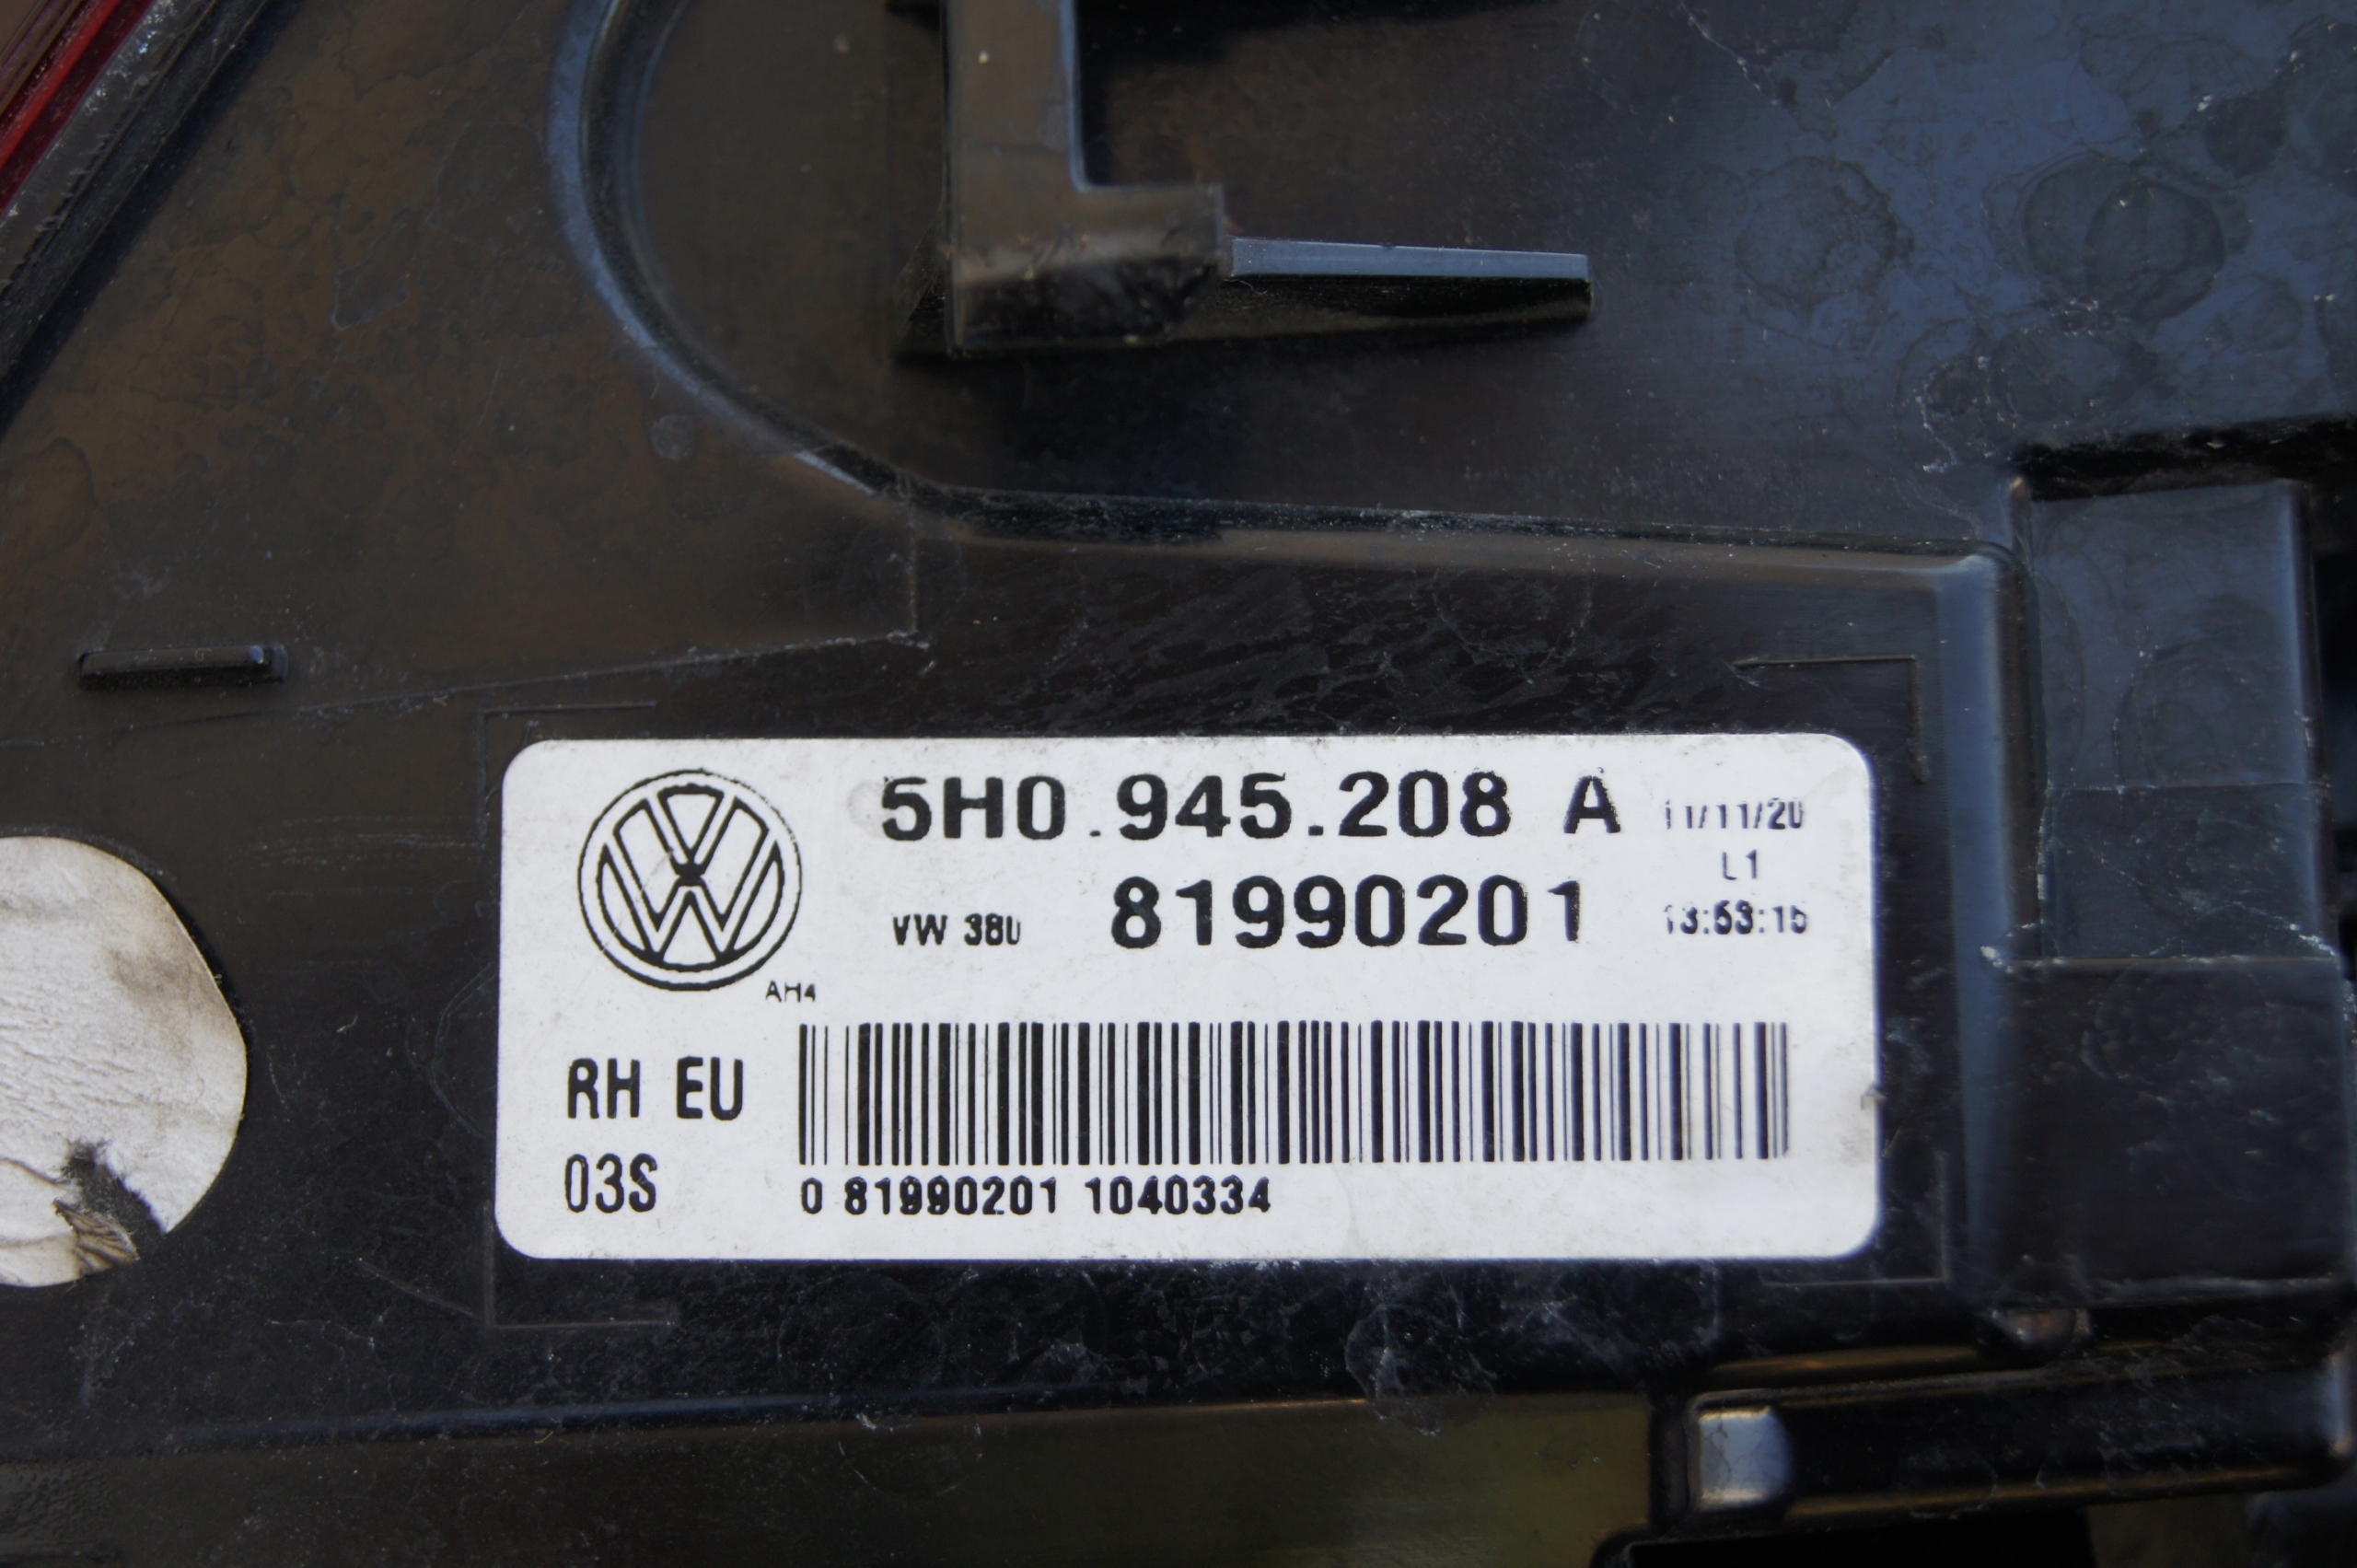 5H0.945.208 A
11/11/20
L1
VW 380
81990201
13:53:15
AH4
RH EU
03S
0 81990201 1040334